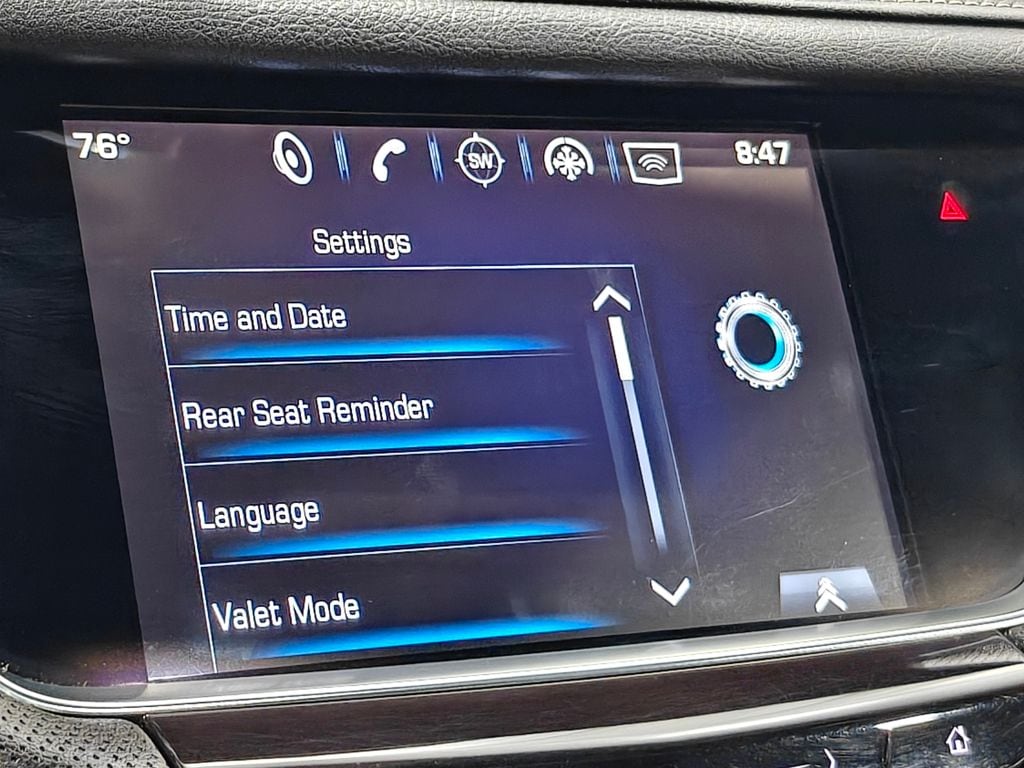 76° SW 8:47
Settings
Time and Date
Rear Seat Reminder
Language
Valet Mode